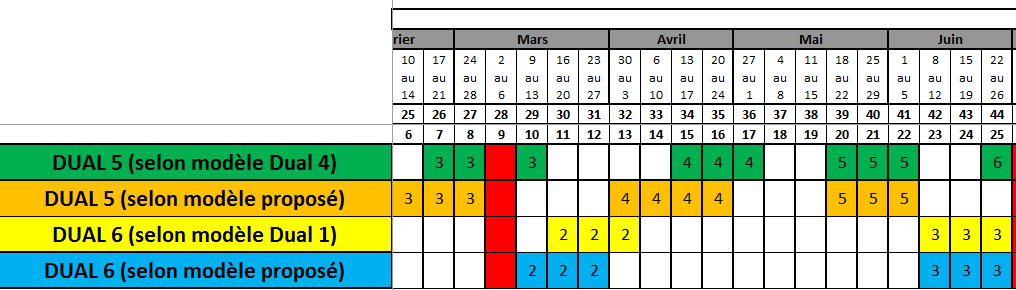 rier Mars Avril Mai Juin
10 17 24 2 9 16 23 30 6 13 20 27 4 11 18 25 1 8 15 22
au au au au au au au au au au au au au au au au au au au au
14 21 28 6 13 20 27 3 10 17 24 1 8 15 22 29 5 12 19 26
25 26 27 28 29 30 31 32 33 34 35 36 37 38 39 40 41 42 43 44
6 7 8 9 10 11 12 13 14 15 16 17 18 19 20 21 22 23 24 25
DUAL 5 (selon modèle Dual 4) 3 3 3 4 4 4 5 5 5 6
DUAL 5 (selon modèle proposé) 3 3 3 4 4 4 4 5 5 5
DUAL 6 (selon modèle Dual 1) 2 2 2 3 3 3
DUAL 6 (selon modèle proposé) 2 2 2 3 3 3